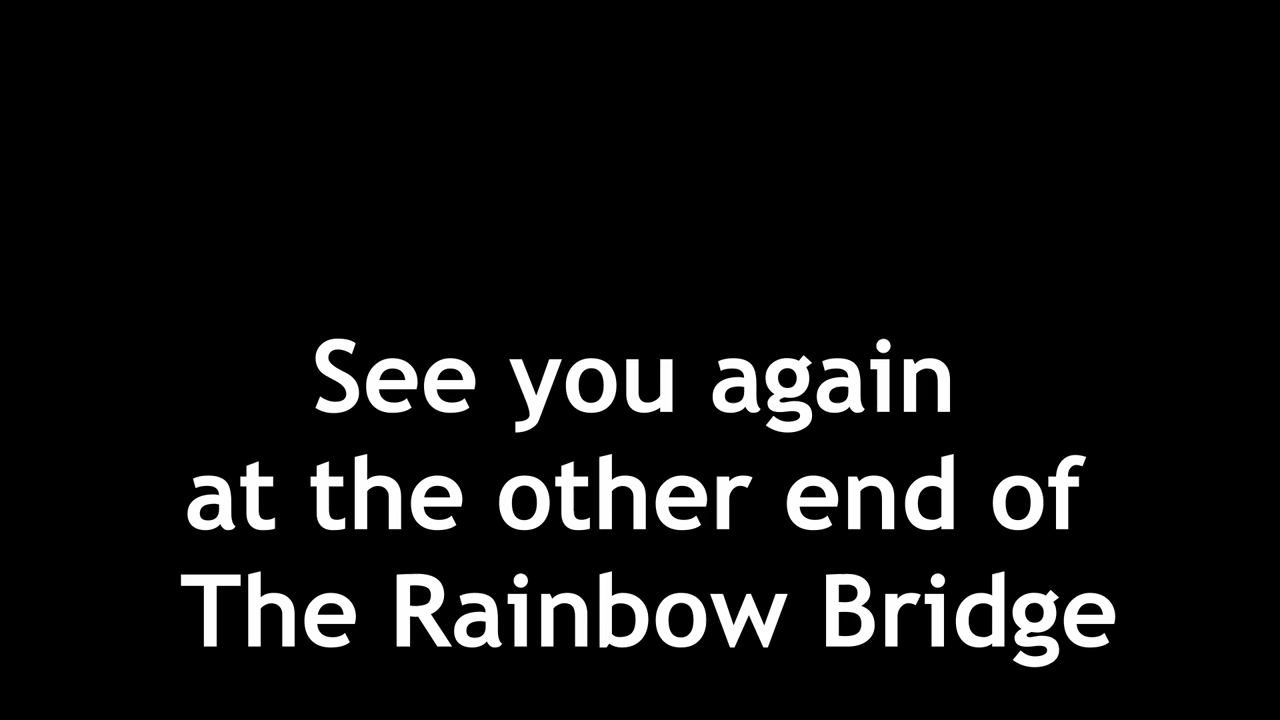 See you again
at the other end of
The Rainbow Bridge